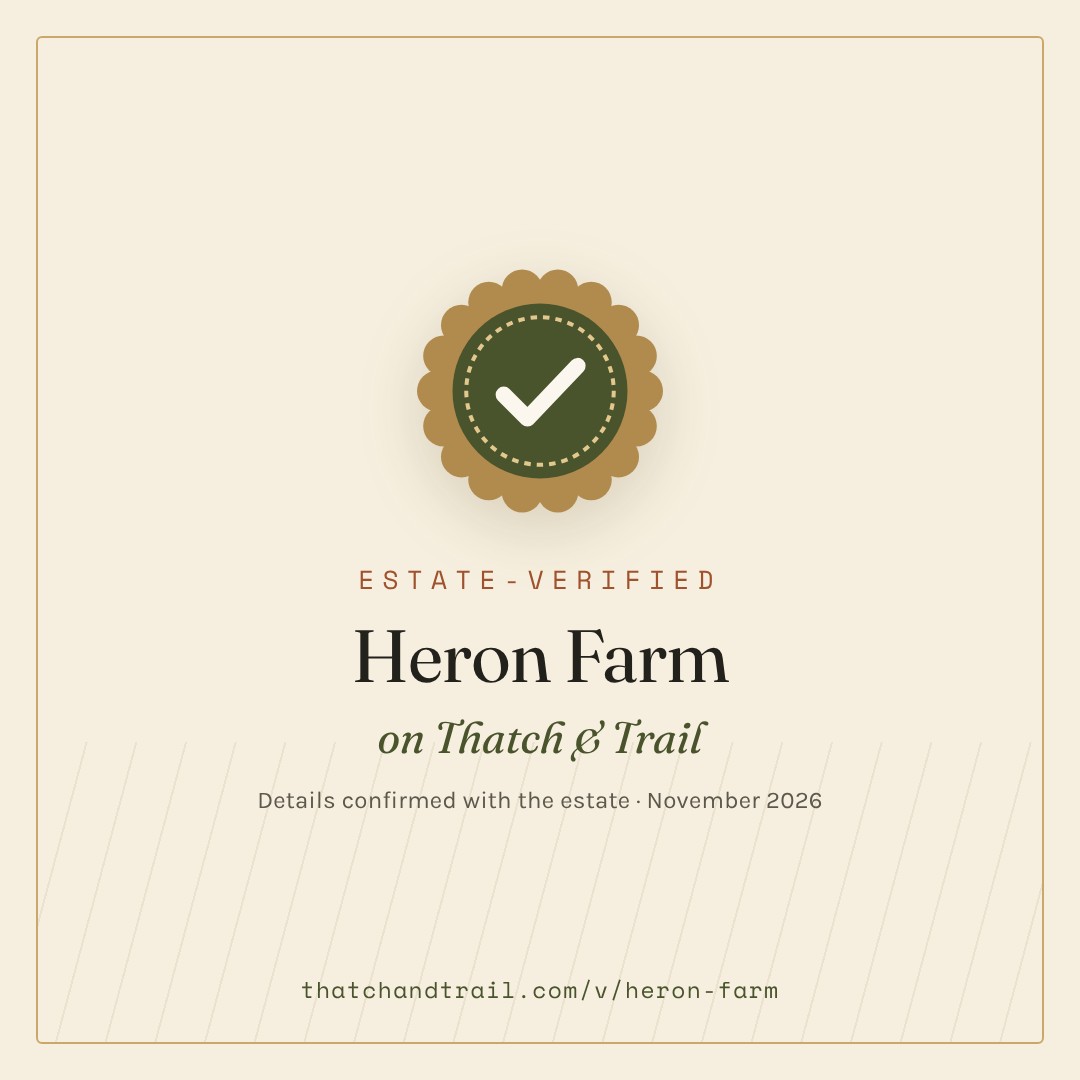 ESTATE-VERIFIED
Heron Farm
on Thatch & Trail
Details confirmed with the estate · November 2026
thatchandtrail.com/v/heron-farm